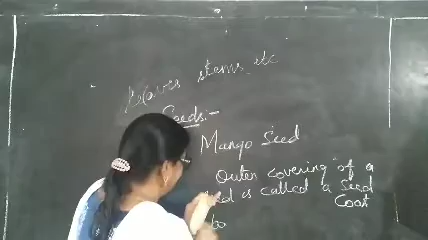 leaves stems etc
Seeds:-
Mango Seed
Outer covering of a
seed is called a Seed
Coat